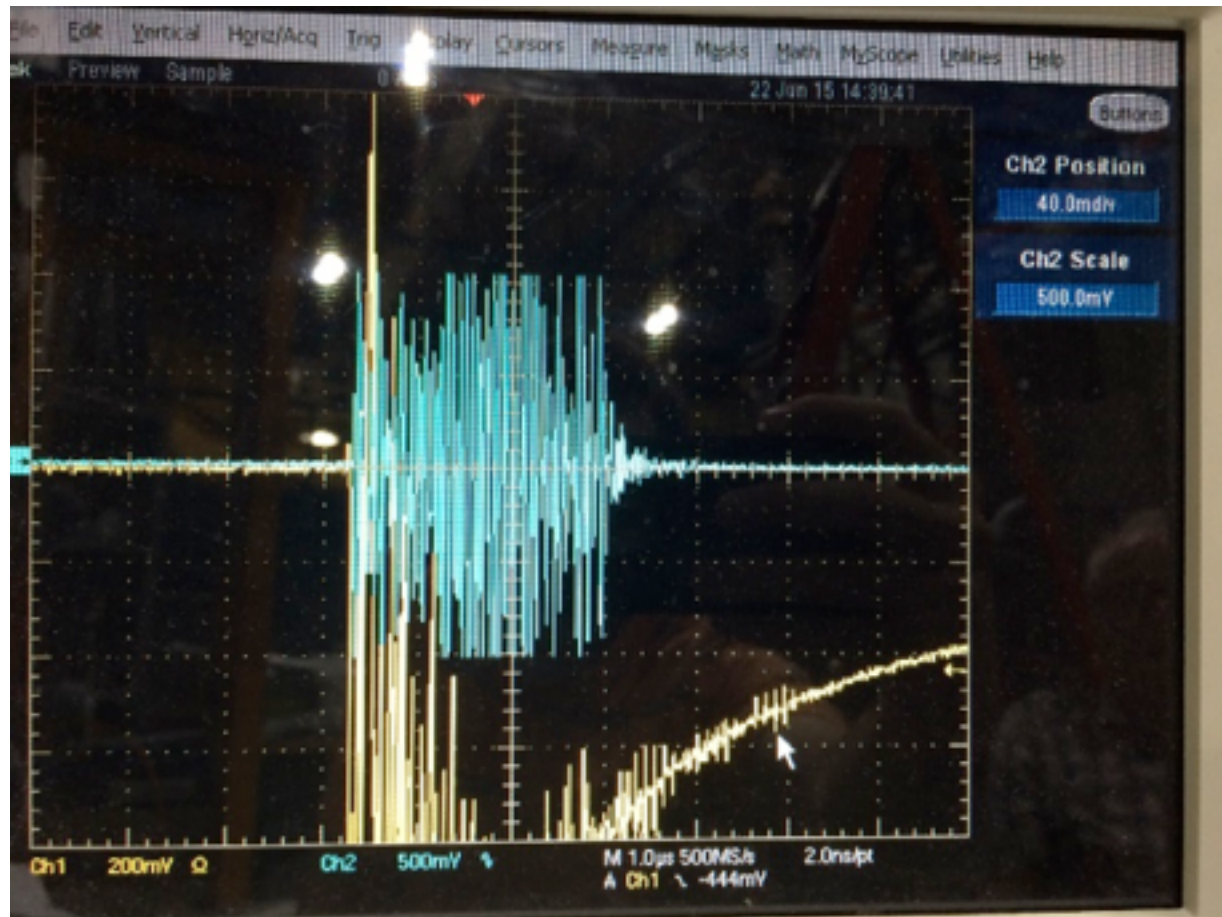 File Edit Vertical Horiz/Acq Trig Display Cursors Measure Masks Math MyScope Utilities Help
Tek Preview Sample
22 Jun 15 14:39:41
Buttons
Ch2 Position
40.0mdiv
Ch2 Scale
500.0mV
Ch1 200mV Ω Ch2 500mV M 1.0µs 500MS/s 2.0ns/pt
A Ch1 -444mV